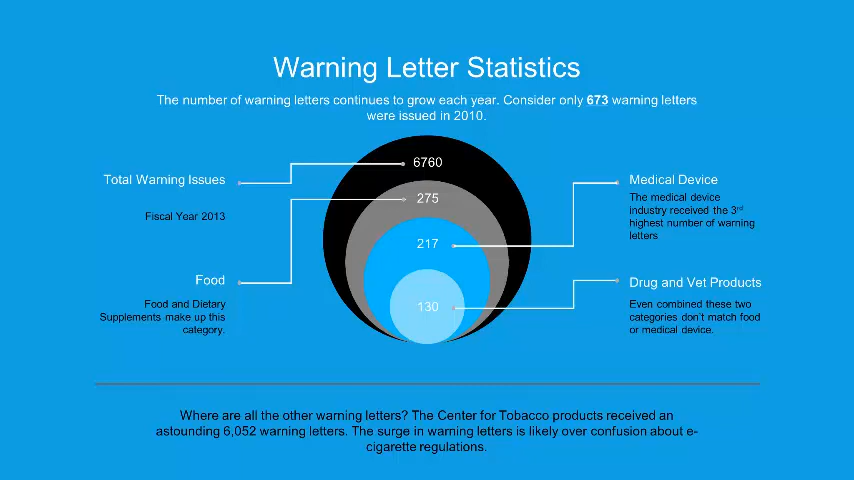 Warning Letter Statistics
The number of warning letters continues to grow each year. Consider only 673 warning letters
were issued in 2010.
6760
Total Warning Issues
Fiscal Year 2013
275
Food
Food and Dietary
Supplements make up this
category.
217
Medical Device
The medical device
industry received the 3rd
highest number of warning
letters
130
Drug and Vet Products
Even combined these two
categories don't match food
or medical device.
Where are all the other warning letters? The Center for Tobacco products received an
astounding 6,052 warning letters. The surge in warning letters is likely over confusion about e-
cigarette regulations.